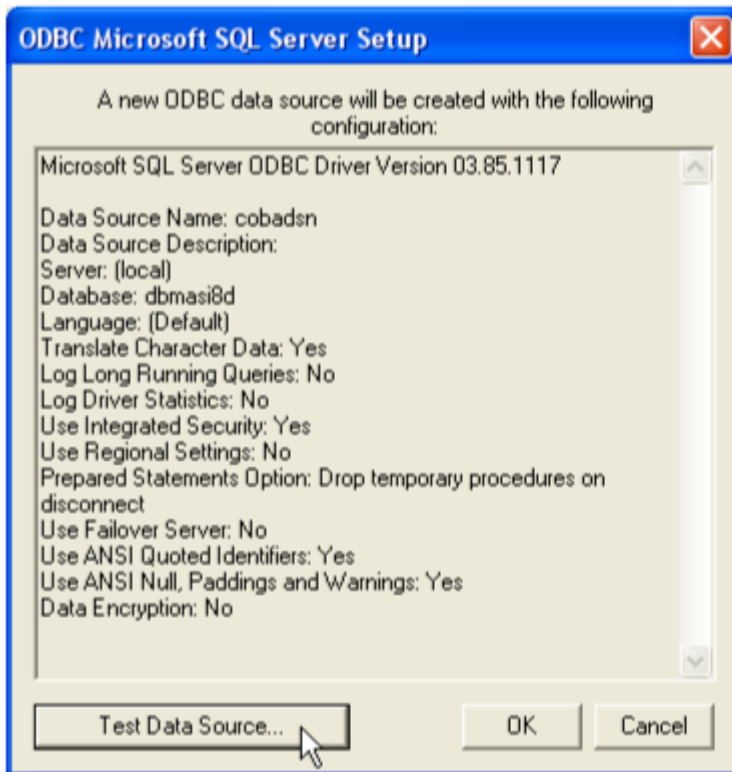 ODBC Microsoft SQL Server Setup
A new ODBC data source will be created with the following
configuration:
Microsoft SQL Server ODBC Driver Version 03.85.1117
Data Source Name: cobadsn
Data Source Description:
Server: (local)
Database: dbmasi8d
Language: (Default)
Translate Character Data: Yes
Log Long Running Queries: No
Log Driver Statistics: No
Use Integrated Security: Yes
Use Regional Settings: No
Prepared Statements Option: Drop temporary procedures on
disconnect
Use Failover Server: No
Use ANSI Quoted Identifiers: Yes
Use ANSI Null, Paddings and Warnings: Yes
Data Encryption: No
Test Data Source...
OK
Cancel